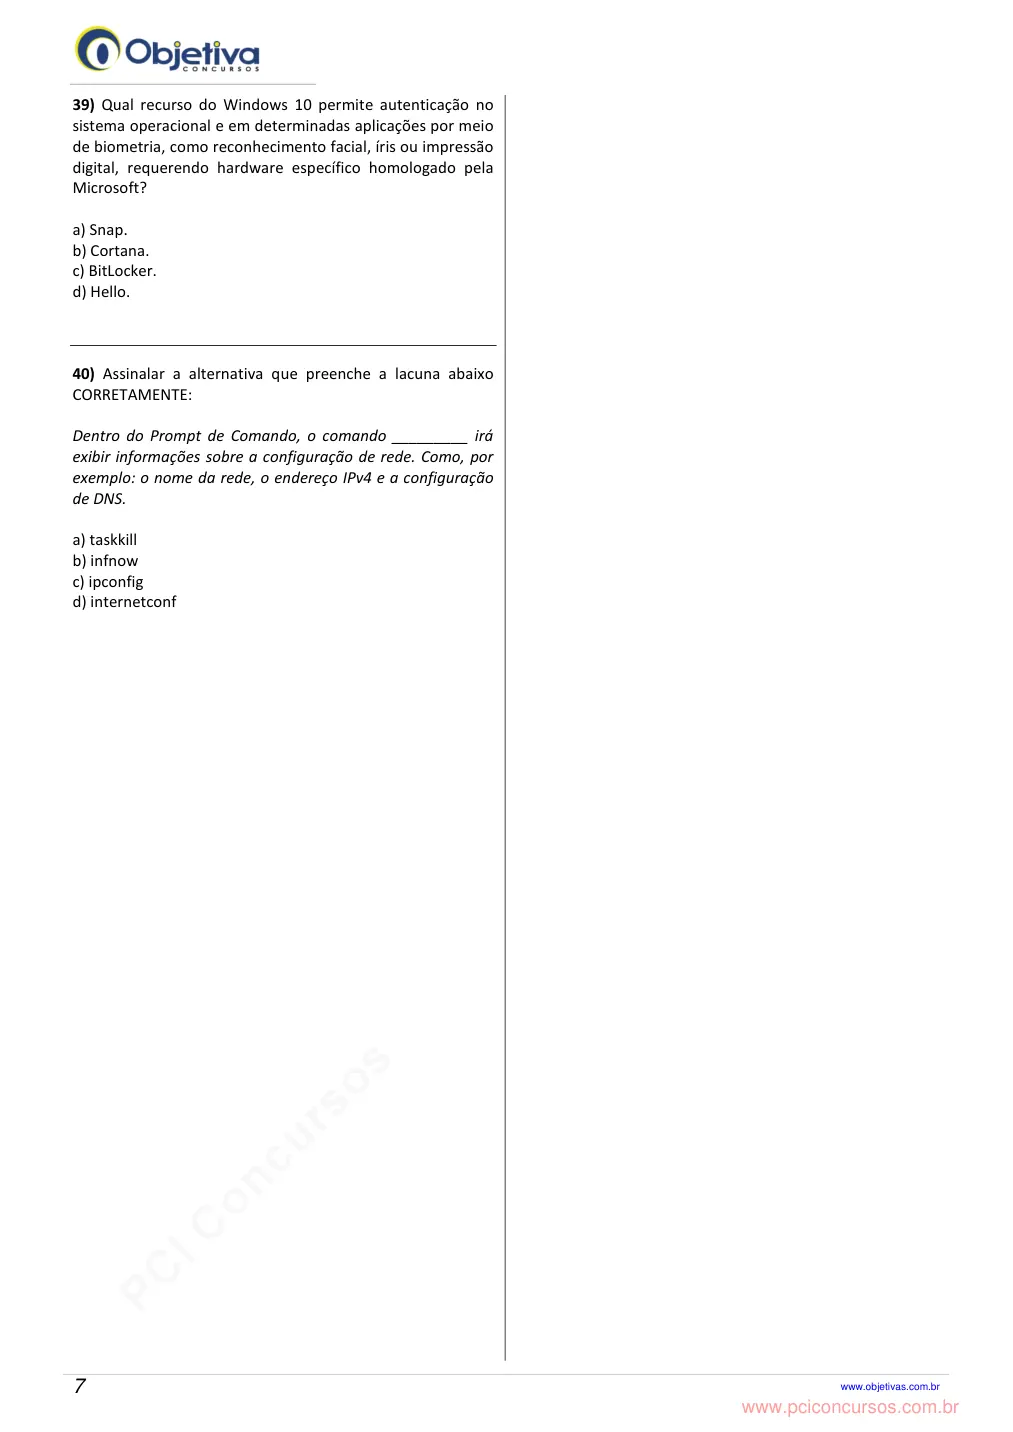 Objetiva
CONCURSOS
39) Qual recurso do Windows 10 permite autenticação no
sistema operacional e em determinadas aplicações por meio
de biometria, como reconhecimento facial, íris ou impressão
digital, requerendo hardware específico homologado pela
Microsoft?
a) Snap.
b) Cortana.
c) BitLocker.
d) Hello.
40) Assinalar a alternativa que preenche a lacuna abaixo
CORRETAMENTE:
Dentro do Prompt de Comando, o comando _________ irá
exibir informações sobre a configuração de rede. Como, por
exemplo: o nome da rede, o endereço IPv4 e a configuração
de DNS.
a) taskkill
b) infnow
c) ipconfig
d) internetconf
PCI Concursos
7
www.objetivas.com.br
www.pciconcursos.com.br